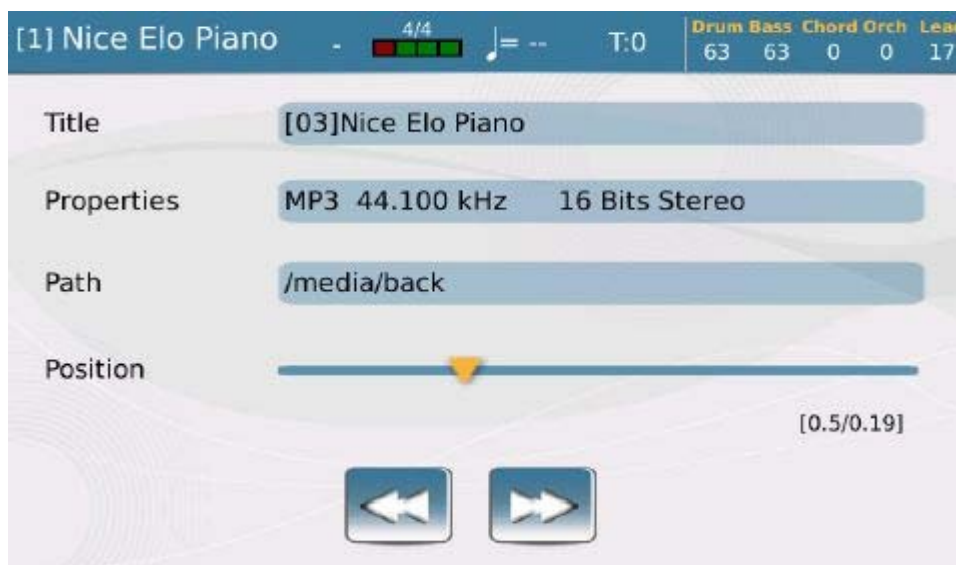 [1] Nice Elo Piano - 4/4 ♩= -- T:0 Drum Bass Chord Orch
63 63 0 0 17
Title [03]Nice Elo Piano
Properties MP3 44.100 kHz 16 Bits Stereo
Path /media/back
Position
[0.5/0.19]